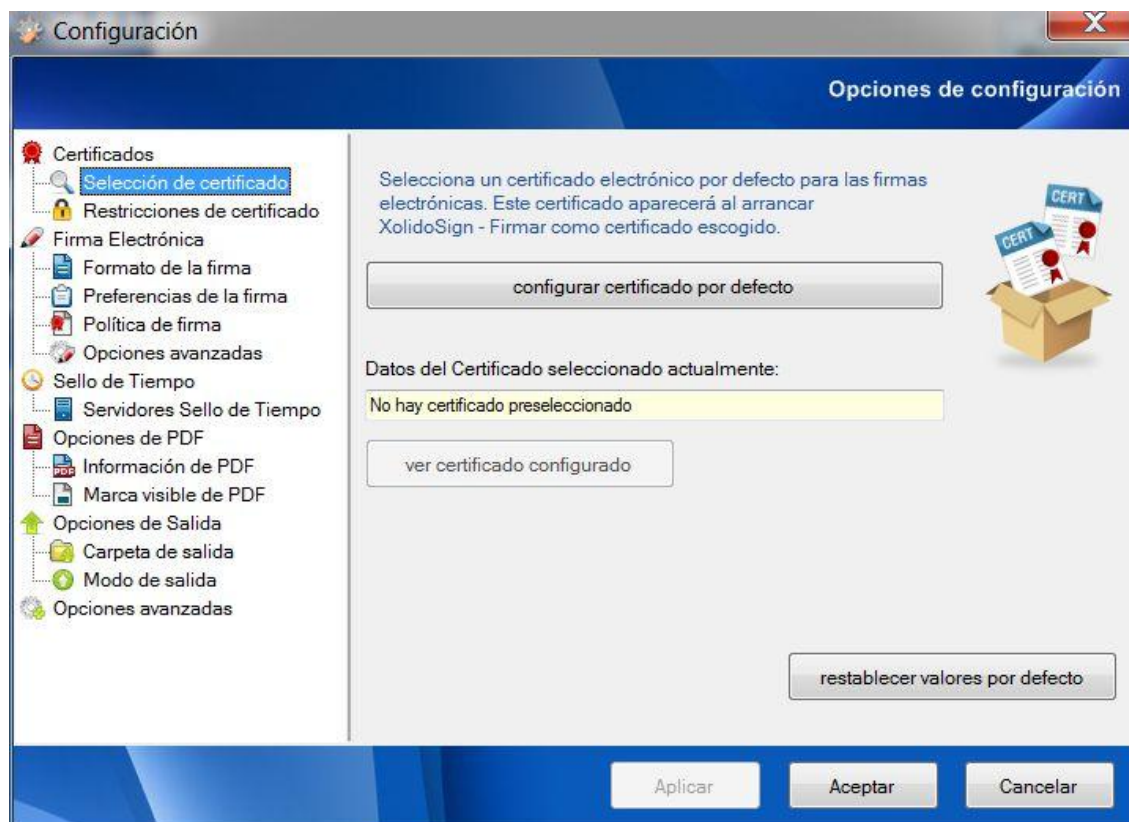 Configuración
X
Opciones de configuración
Certificados
Selección de certificado
Restricciones de certificado
Firma Electrónica
Formato de la firma
Preferencias de la firma
Política de firma
Opciones avanzadas
Sello de Tiempo
Servidores Sello de Tiempo
Opciones de PDF
Información de PDF
Marca visible de PDF
Opciones de Salida
Carpeta de salida
Modo de salida
Opciones avanzadas
Selecciona un certificado electrónico por defecto para las firmas
electrónicas. Este certificado aparecerá al arrancar
XolidoSign - Firmar como certificado escogido.
CERT
CERT
configurar certificado por defecto
Datos del Certificado seleccionado actualmente:
No hay certificado preseleccionado
ver certificado configurado
restablecer valores por defecto
Aplicar
Aceptar
Cancelar